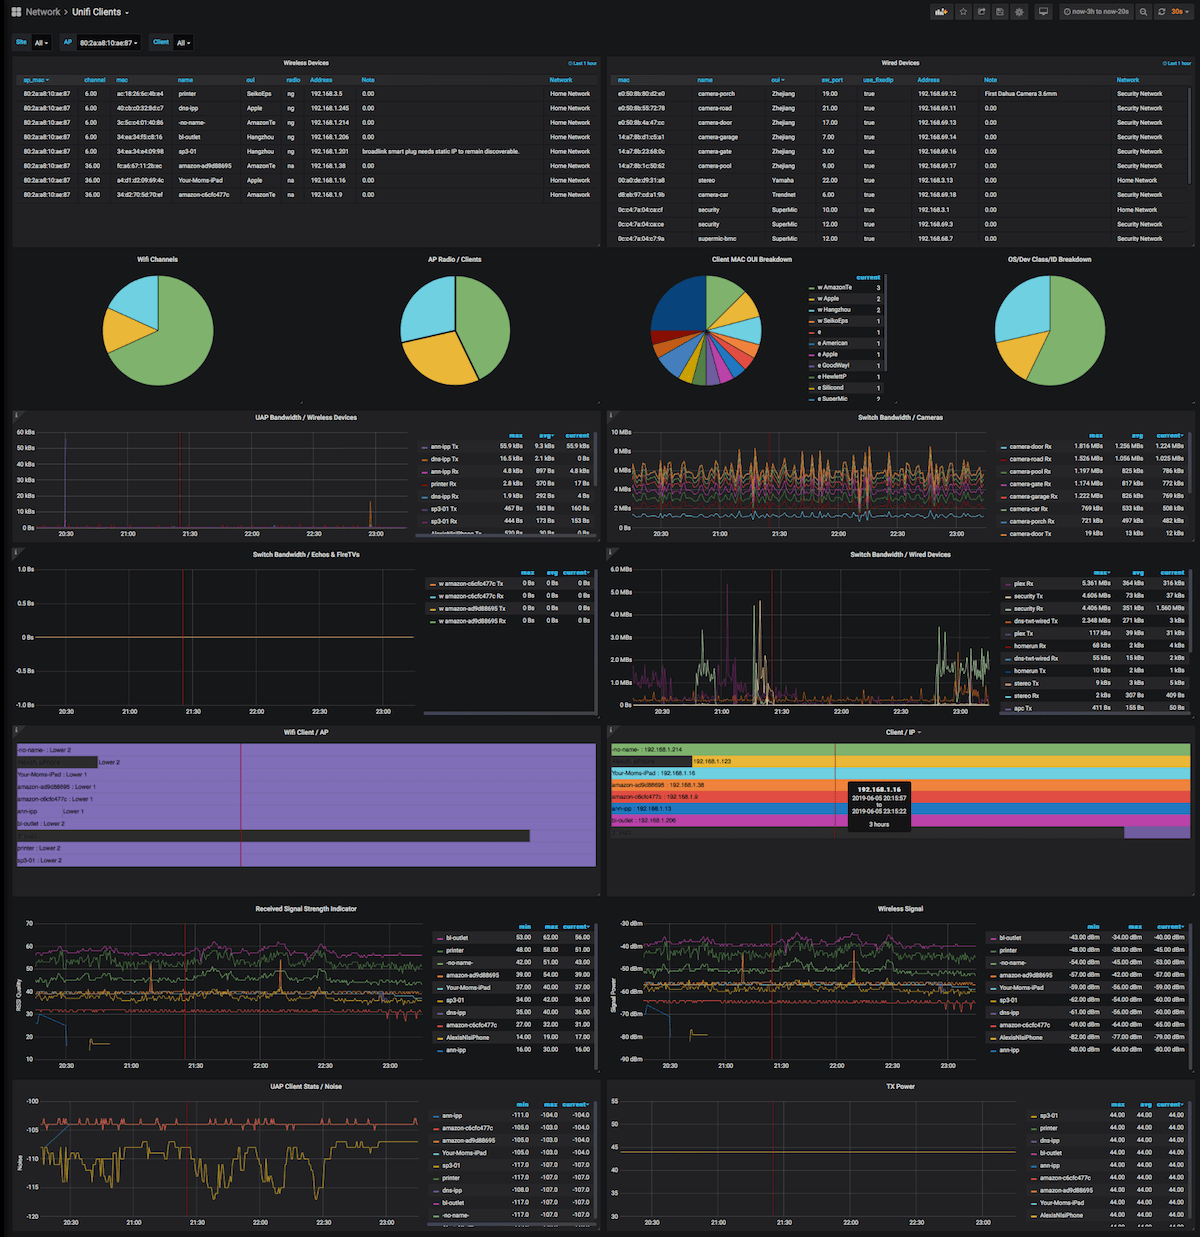 Network > Unifi Clients
now-3h to now-20s
30s
Site All AP 80:2a:a8:10:ae:87 Client All
Wireless Devices
Last 1 hour
ap_mac channel mac name oui radio Address Note Network
80:2a:a8:10:ae:87 6.00 ac:18:26:5c:4b:e4 printer SeikoEps ng 192.168.3.5 0.00 Home Network
80:2a:a8:10:ae:87 6.00 40:cb:c0:32:8d:c7 dns-ipp Apple ng 192.168.1.245 0.00 Home Network
80:2a:a8:10:ae:87 6.00 3c:5c:c4:01:40:86 -no-name- AmazonTe ng 192.168.1.214 0.00 Home Network
80:2a:a8:10:ae:87 6.00 34:ea:34:f5:c8:16 bl-outlet Hangzhou ng 192.168.1.206 0.00 Home Network
80:2a:a8:10:ae:87 6.00 34:ea:34:e4:09:98 sp3-01 Hangzhou ng 192.168.1.201 broadlink smart plug needs static IP to remain discoverable. Home Network
80:2a:a8:10:ae:87 36.00 fc:a6:67:11:2b:ec amazon-ad9d88695 AmazonTe na 192.168.1.38 0.00 Home Network
80:2a:a8:10:ae:87 36.00 a4:d1:d2:09:69:4c Your-Moms-iPad Apple na 192.168.1.16 0.00 Home Network
80:2a:a8:10:ae:87 36.00 34:d2:70:5d:70:ef amazon-c6cfc477c AmazonTe na 192.168.1.9 0.00 Home Network
Wired Devices
Last 1 hour
mac name oui sw_port use_fixedip Address Note Network
e0:50:8b:80:d2:e0 camera-porch Zhejiang 19.00 true 192.168.69.12 First Dahua Camera 3.6mm Security Network
e0:50:8b:55:72:78 camera-road Zhejiang 21.00 true 192.168.69.11 0.00 Security Network
e0:50:8b:4a:47:cc camera-door Zhejiang 17.00 true 192.168.69.13 0.00 Security Network
14:a7:8b:d1:c5:a1 camera-garage Zhejiang 7.00 true 192.168.69.14 0.00 Security Network
14:a7:8b:23:68:0c camera-gate Zhejiang 3.00 true 192.168.69.16 0.00 Security Network
14:a7:8b:1c:50:62 camera-pool Zhejiang 9.00 true 192.168.69.17 0.00 Security Network
00:a0:de:d9:31:a8 stereo Yamaha 22.00 true 192.168.3.13 0.00 Home Network
d8:eb:97:cd:a1:9b camera-car Trendnet 6.00 true 192.168.69.18 0.00 Security Network
0c:c4:7a:04:ca:cf security SuperMic 10.00 true 192.168.3.1 0.00 Home Network
0c:c4:7a:04:ca:ce security SuperMic 12.00 true 192.168.69.3 0.00 Security Network
0c:c4:7a:04:c7:9a supermic-bmc SuperMic 12.00 true 192.168.68.7 0.00 Security Network
Wifi Channels
AP Radio / Clients
Client MAC OUI Breakdown
current
w AmazonTe 3
w Apple 2
w Hangzhou 2
w SeikoEps 1
e 1
e American 1
e Apple 1
e GoodWayI 1
e HewlettP 1
e Silicond 1
e SuperMic 2
OS/Dev Class/ID Breakdown
UAP Bandwidth / Wireless Devices
60 kBs
50 kBs
40 kBs
30 kBs
20 kBs
10 kBs
0 Bs
20:30 21:00 21:30 22:00 22:30 23:00
max avg current
ann-ipp Tx 55.9 kBs 9.3 kBs 55.9 kBs
dns-ipp Tx 16.5 kBs 2.1 kBs 0 Bs
ann-ipp Rx 4.8 kBs 897 Bs 4.8 kBs
printer Rx 2.8 kBs 370 Bs 17 Bs
dns-ipp Rx 1.9 kBs 292 Bs 4 Bs
sp3-01 Tx 467 Bs 183 Bs 160 Bs
sp3-01 Rx 444 Bs 173 Bs 153 Bs
AlexisNisiPhone Tx 320 Bs 30 Bs 0 Bs
Switch Bandwidth / Cameras
10 MBs
8 MBs
6 MBs
4 MBs
2 MBs
0 Bs
20:30 21:00 21:30 22:00 22:30 23:00
max avg current
camera-door Rx 1.816 MBs 1.256 MBs 1.224 MBs
camera-road Rx 1.526 MBs 1.056 MBs 1.025 MBs
camera-pool Rx 1.197 MBs 825 kBs 786 kBs
camera-gate Rx 1.174 MBs 817 kBs 772 kBs
camera-garage Rx 1.222 MBs 826 kBs 769 kBs
camera-car Rx 769 kBs 533 kBs 508 kBs
camera-porch Rx 721 kBs 497 kBs 482 kBs
camera-door Tx 19 kBs 13 kBs 12 kBs
Switch Bandwidth / Echos & FireTVs
1.0 Bs
0.5 Bs
0 Bs
-0.5 Bs
-1.0 Bs
20:30 21:00 21:30 22:00 22:30 23:00
max avg current
w amazon-c6cfc477c Tx 0 Bs 0 Bs 0 Bs
w amazon-c6cfc477c Rx 0 Bs 0 Bs 0 Bs
w amazon-ad9d88695 Tx 0 Bs 0 Bs 0 Bs
w amazon-ad9d88695 Rx 0 Bs 0 Bs 0 Bs
Switch Bandwidth / Wired Devices
6.0 MBs
5.0 MBs
4.0 MBs
3.0 MBs
2.0 MBs
1.0 MBs
0 Bs
20:30 21:00 21:30 22:00 22:30 23:00
max avg current
plex Rx 5.361 MBs 364 kBs 316 kBs
security Tx 4.606 MBs 73 kBs 37 kBs
security Rx 4.406 MBs 351 kBs 1.560 MBs
dns-twt-wired Tx 2.348 MBs 271 kBs 3 kBs
plex Tx 117 kBs 39 kBs 31 kBs
homerun Rx 68 kBs 2 kBs 4 kBs
dns-twt-wired Rx 55 kBs 15 kBs 2 kBs
homerun Tx 10 kBs 2 kBs 1 kBs
stereo Tx 9 kBs 3 kBs 5 kBs
stereo Rx 2 kBs 307 Bs 409 Bs
apc Tx 411 Bs 155 Bs 50 Bs
Wifi Client / AP
-no-name- : Lower 2
Lower 2
Your-Moms-iPad : Lower 1
amazon-ad9d88695 : Lower 1
amazon-c6cfc477c : Lower 1
ann-ipp Lower 1
bl-outlet : Lower 2
printer : Lower 2
sp3-01 : Lower 2
Client / IP
-no-name- : 192.168.1.214
192.168.1.123
Your-Moms-iPad : 192.168.1.16
amazon-ad9d88695 : 192.168.1.38
amazon-c6cfc477c : 192.168.1.9
ann-ipp : 192.168.1.13
bl-outlet : 192.168.1.206
192.168.1.16
2019-06-05 20:15:57
to
2019-06-05 23:15:22
3 hours
Received Signal Strength Indicator
RSSI Quality
70
60
50
40
30
20
10
20:30 21:00 21:30 22:00 22:30 23:00
min max current
bl-outlet 53.00 62.00 56.00
printer 48.00 58.00 51.00
-no-name- 42.00 51.00 43.00
amazon-ad9d88695 39.00 54.00 39.00
Your-Moms-iPad 37.00 40.00 37.00
sp3-01 34.00 42.00 36.00
dns-ipp 35.00 40.00 36.00
amazon-c6cfc477c 27.00 32.00 31.00
AlexisNisiPhone 14.00 19.00 17.00
ann-ipp 16.00 30.00 16.00
Wireless Signal
Signal Power
-30 dBm
-40 dBm
-50 dBm
-60 dBm
-70 dBm
-80 dBm
-90 dBm
20:30 21:00 21:30 22:00 22:30 23:00
min max current
bl-outlet -43.00 dBm -34.00 dBm -40.00 dBm
printer -48.00 dBm -38.00 dBm -45.00 dBm
-no-name- -54.00 dBm -45.00 dBm -53.00 dBm
amazon-ad9d88695 -57.00 dBm -42.00 dBm -57.00 dBm
Your-Moms-iPad -59.00 dBm -56.00 dBm -59.00 dBm
sp3-01 -62.00 dBm -54.00 dBm -60.00 dBm
dns-ipp -61.00 dBm -56.00 dBm -60.00 dBm
amazon-c6cfc477c -69.00 dBm -64.00 dBm -65.00 dBm
AlexisNisiPhone -82.00 dBm -77.00 dBm -79.00 dBm
ann-ipp -80.00 dBm -66.00 dBm -80.00 dBm
UAP Client Stats / Noise
Noise
-100
-105
-110
-115
-120
20:30 21:00 21:30 22:00 22:30 23:00
min max current
ann-ipp -111.0 -104.0 -104.0
amazon-c6cfc477c -105.0 -103.0 -104.0
amazon-ad9d88695 -105.0 -103.0 -104.0
Your-Moms-iPad -105.0 -103.0 -104.0
sp3-01 -117.0 -107.0 -107.0
printer -117.0 -107.0 -107.0
dns-ipp -108.0 -107.0 -107.0
bl-outlet -117.0 -107.0 -107.0
-no-name- -117.0 -107.0 -107.0
TX Power
55
50
45
40
35
30
20:30 21:00 21:30 22:00 22:30 23:00
max avg current
sp3-01 44.00 44.00 44.00
printer 44.00 44.00 44.00
dns-ipp 44.00 44.00 44.00
bl-outlet 44.00 44.00 44.00
ann-ipp 44.00 44.00 44.00
amazon-c6cfc477c 44.00 44.00 44.00
amazon-ad9d88695 44.00 44.00 44.00
Your-Moms-iPad 44.00 44.00 44.00
AlexisNisiPhone 44.00 44.00 44.00